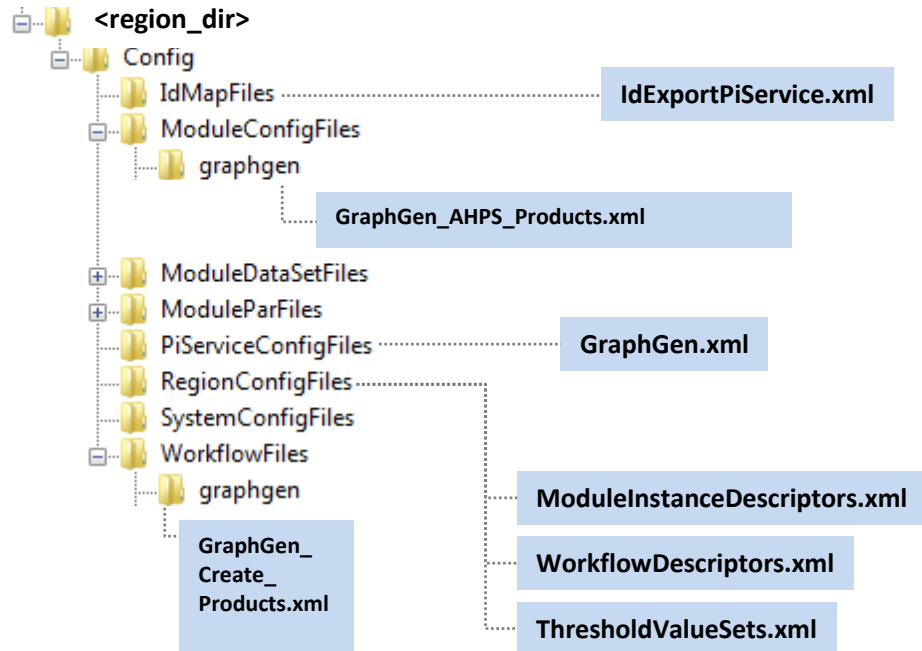 <region_dir>
Config
IdMapFiles
IdExportPiService.xml
ModuleConfigFiles
graphgen
GraphGen_AHPS_Products.xml
ModuleDataSetFiles
ModuleParFiles
PiServiceConfigFiles
GraphGen.xml
RegionConfigFiles
SystemConfigFiles
WorkflowFiles
graphgen
ModuleInstanceDescriptors.xml
GraphGen_
Create_
Products.xml
WorkflowDescriptors.xml
ThresholdValueSets.xml